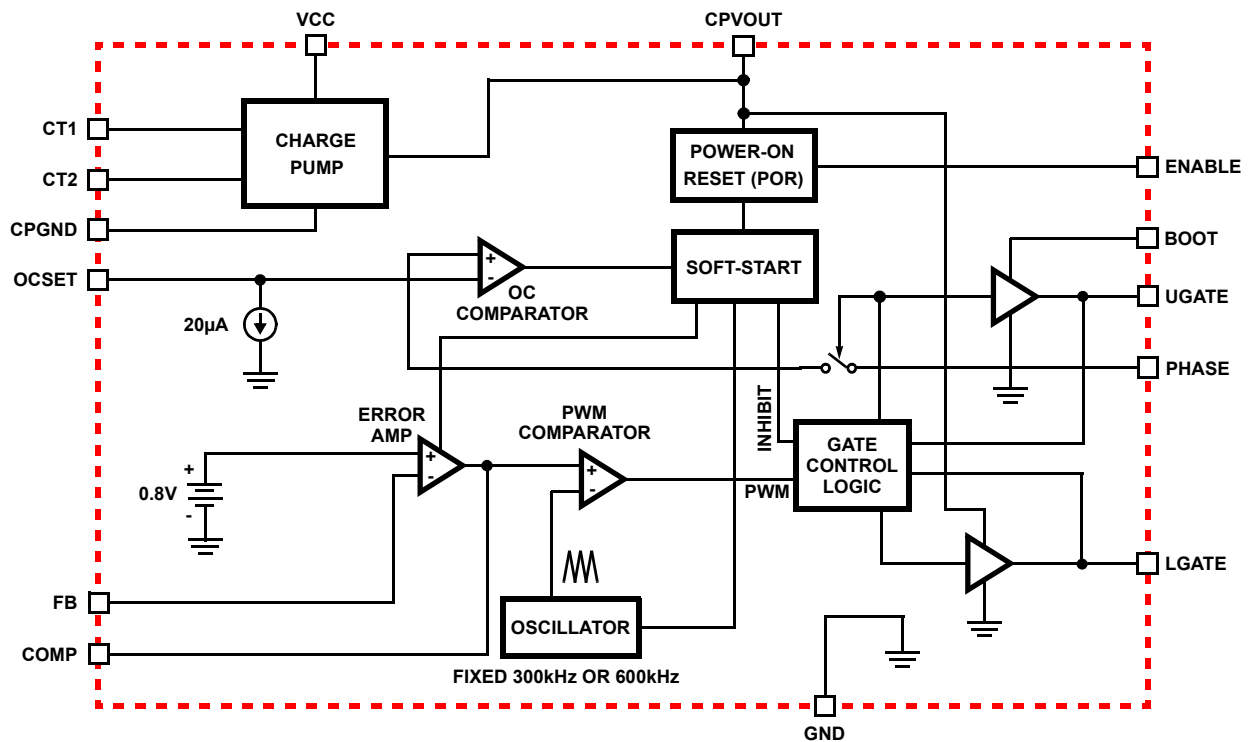 VCC
CPVOUT
CT1
CHARGE
PUMP
POWER-ON
RESET (POR)
CT2
ENABLE
CPGND
BOOT
OCSET
+
-
SOFT-START
OC
COMPARATOR
UGATE
20µA
PHASE
ERROR
AMP
PWM
COMPARATOR
INHIBIT
GATE
CONTROL
LOGIC
+
-
+
-
PWM
+
0.8V
-
LGATE
FB
OSCILLATOR
COMP
FIXED 300kHz OR 600kHz
GND